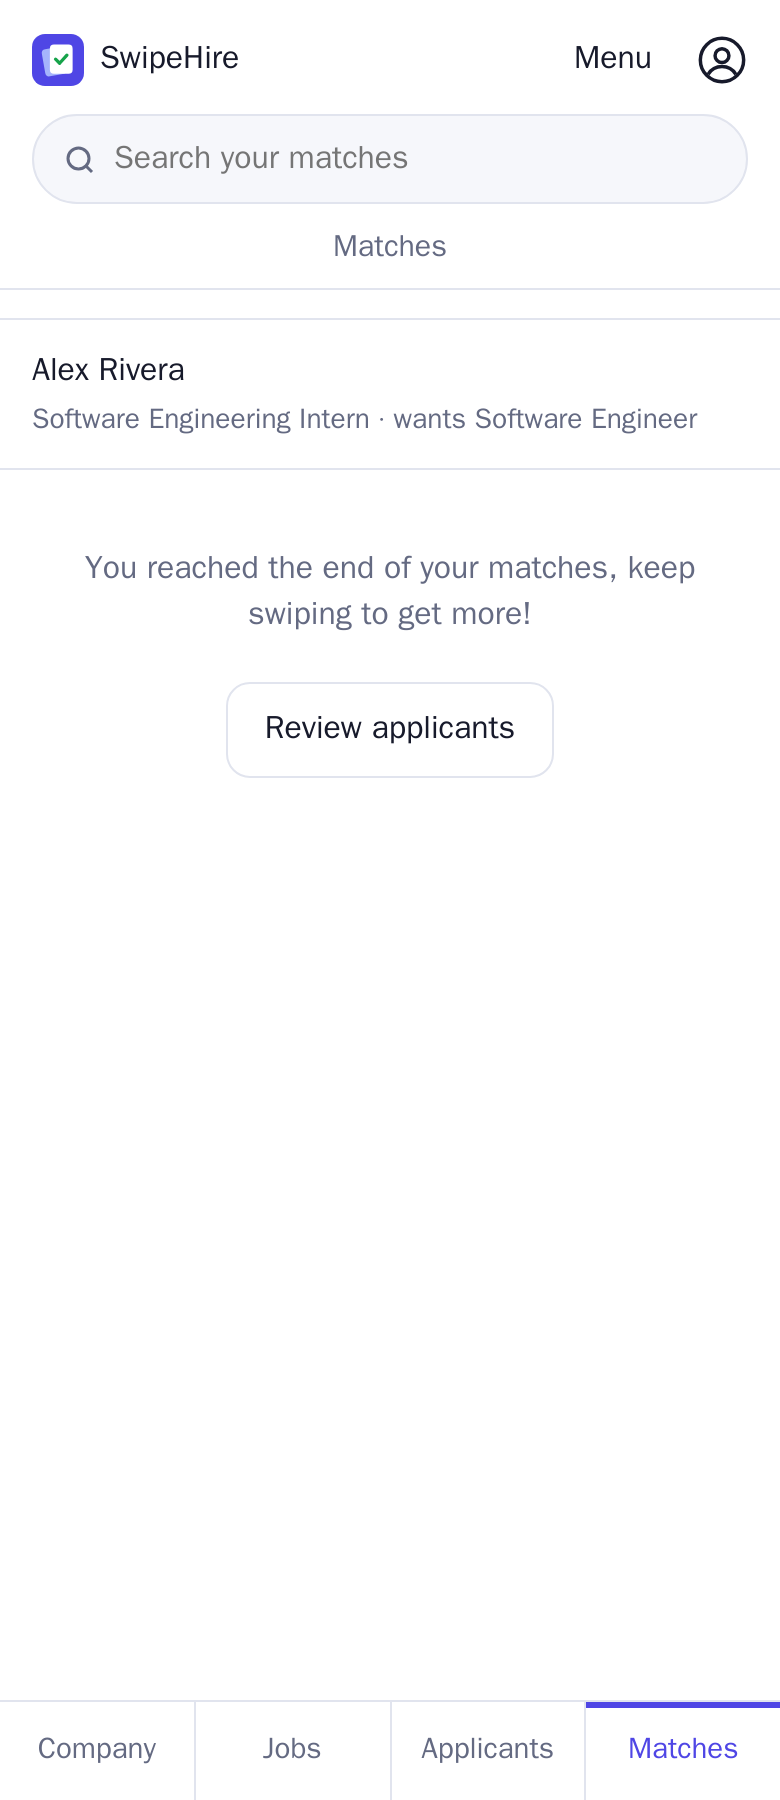 SwipeHire
Menu
Search your matches
Matches
Alex Rivera
Software Engineering Intern · wants Software Engineer
You reached the end of your matches, keep
swiping to get more!
Review applicants
Company
Jobs
Applicants
Matches